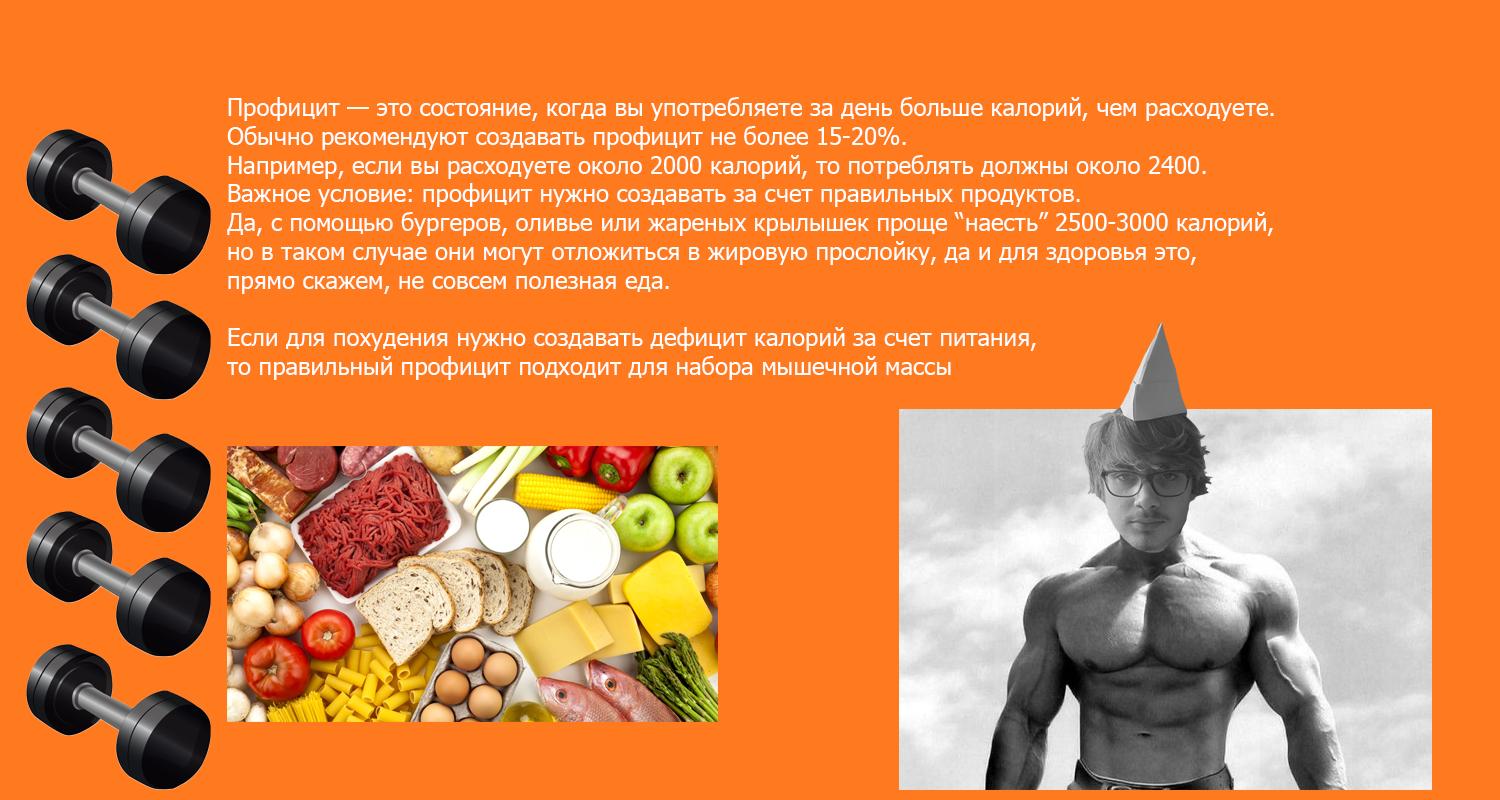 Профицит — это состояние, когда вы употребляете за день больше калорий, чем расходуете.
Обычно рекомендуют создавать профицит не более 15-20%.
Например, если вы расходуете около 2000 калорий, то потреблять должны около 2400.
Важное условие: профицит нужно создавать за счет правильных продуктов.
Да, с помощью бургеров, оливье или жареных крылышек проще “наесть” 2500-3000 калорий,
но в таком случае они могут отложиться в жировую прослойку, да и для здоровья это,
прямо скажем, не совсем полезная еда.
Если для похудения нужно создавать дефицит калорий за счет питания,
то правильный профицит подходит для набора мышечной массы